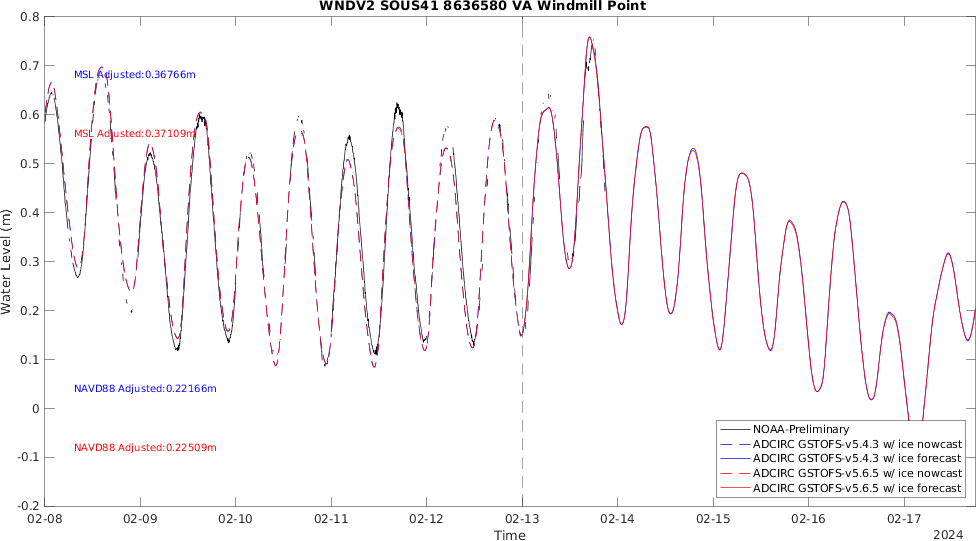 WNDV2 SOUS41 8636580 VA Windmill Point
0.8
0.7
0.6
0.5
0.4
0.3
0.2
0.1
0
-0.1
-0.2
Water Level (m)
MSL Adjusted:0.36766m
MSL Adjusted:0.37109m
NAVD88 Adjusted:0.22166m
NAVD88 Adjusted:0.22509m
NOAA-Preliminary
ADCIRC GSTOFS-v5.4.3 w/ ice nowcast
ADCIRC GSTOFS-v5.4.3 w/ ice forecast
ADCIRC GSTOFS-v5.6.5 w/ ice nowcast
ADCIRC GSTOFS-v5.6.5 w/ ice forecast
02-08 02-09 02-10 02-11 02-12 02-13 02-14 02-15 02-16 02-17
Time
2024